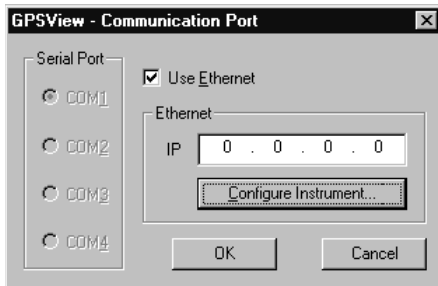 GPSView - Communication Port
Serial Port
COM1
COM2
COM3
COM4
Use Ethernet
Ethernet
IP 0 . 0 . 0 . 0
Configure Instrument...
OK
Cancel